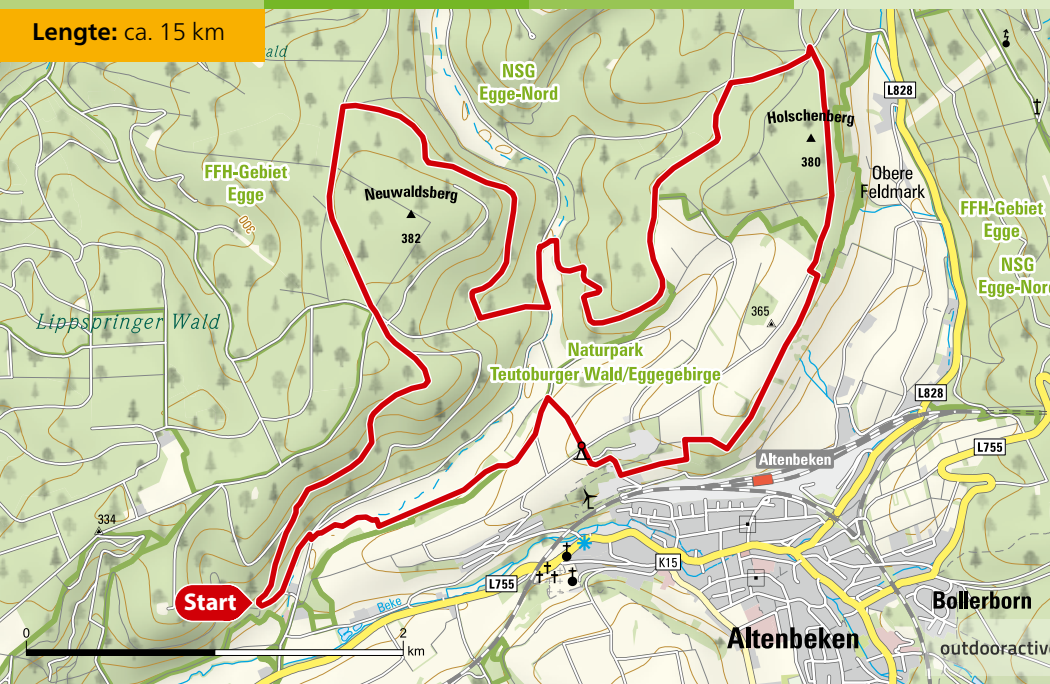 Lengte: ca. 15 km
ald
NSG
Egge-Nord
L828
Holschenberg
380
Obere
Feldmark
FFH-Gebiet
Egge
Neuwaldsberg
382
300
FFH-Gebiet
Egge
NSG
Egge-Nord
Lippspringer Wald
365
Naturpark
Teutoburger Wald/Eggegebirge
L828
L755
Altenbeken
334
K15
L755
Start
Beke
Bollerborn
Altenbeken
0
2
km
outdooractive